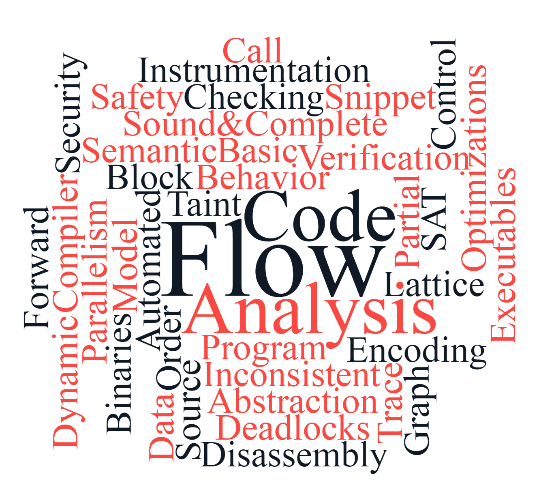 Call
Instrumentation
Safety Checking Snippet
Sound&Complete
Semantic Basic Verification
Block Behavior
Taint Code
Flow
Lattice
Analysis
Program Encoding
Inconsistent
Abstraction
Deadlocks
Disassembly
Security
Forward
Compiler
Dynamic
Parallelism
Model
Binaries
Automated
Order
Data
Source
Control
Optimizations
Partial
SAT
Executables
Trace
Graph